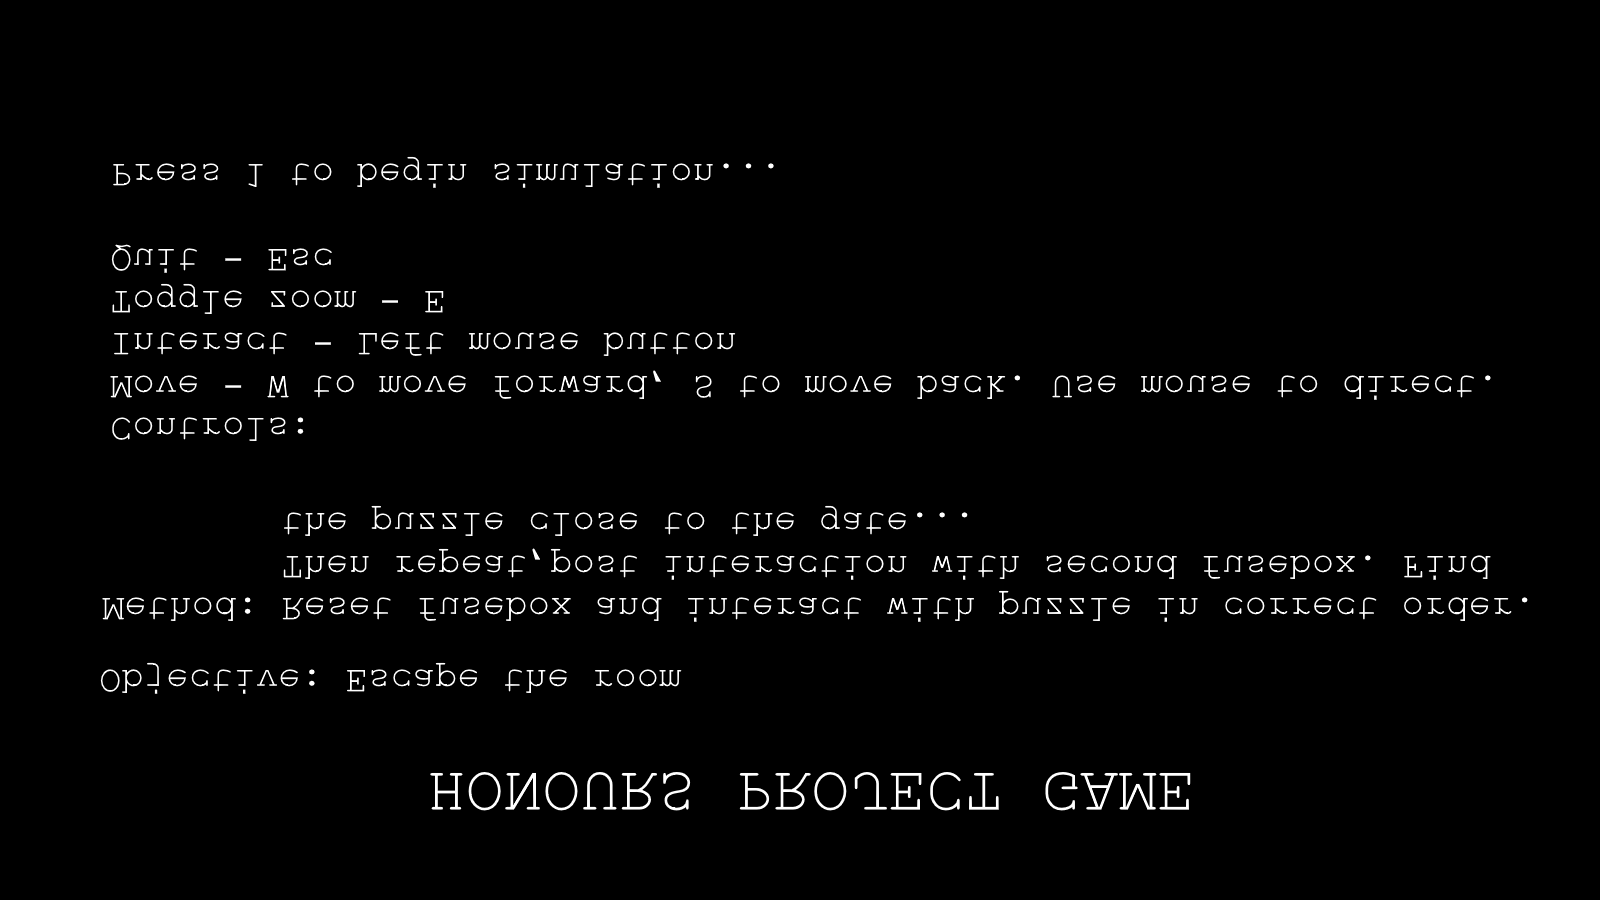 HONOURS PROJECT GAME
Objective: Escape the room
Method: Reset fusebox and interact with puzzle in correct order.
Then repeat,post interaction with second fusebox. Find
the puzzle close to the gate...
Controls:
Move - W to move forward, S to move back. Use mouse to direct.
Interact - Left mouse button
Toggle zoom - E
Quit - Esc
Press 1 to begin simulation...